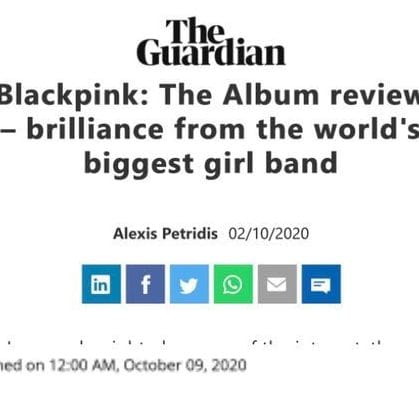 The
Guardian
Blackpink: The Album review
– brilliance from the world's
biggest girl band
Alexis Petridis 02/10/2020
in f
on 12:00 AM, October 09, 2020